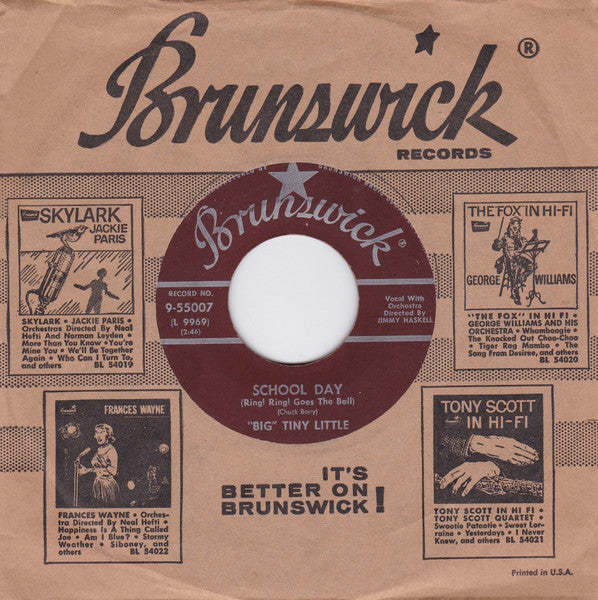 Brunswick ®
RECORDS
SKYLARK
JACKIE
PARIS
SKYLARK • JACKIE PARIS •
Orchestra Directed By Neal
Hefti And Norman Leyden •
More Than You Know • You're
Mine You • We'll Be Together
Again • Who Can I Turn To,
and others BL 54019
THE FOX IN HI-FI
GEORGE WILLIAMS
"THE FOX" IN HI FI •
GEORGE WILLIAMS AND
HIS ORCHESTRA • Whamboogie •
The Knocked Out Choo-Choo
• Tiger Rag Mambo • The
Song From Desiree, and others
BL 54020
Brunswick ®
RECORD NO.
9-55007
(L 9969)
(2:46)
Vocal With
Orchestra
Directed By
JIMMY HASKELL
SCHOOL DAY
(Ring! Ring! Goes The Bell)
(Chuck Berry)
"BIG" TINY LITTLE
FRANCES WAYNE
FRANCES WAYNE • Orches-
tra Directed By Neal Hefti •
Happiness Is A Thing Called
Joe • Am I Blue? • Stormy
Weather • Siboney, and
others BL 54022
TONY SCOTT
IN HI-FI
TONY SCOTT IN HI FI •
TONY SCOTT QUARTET •
Swootie Patootie • Sweet Lor-
raine • Yesterdays • I Never
Knew, and others BL 54021
IT'S
BETTER ON
BRUNSWICK!
Printed in U.S.A.